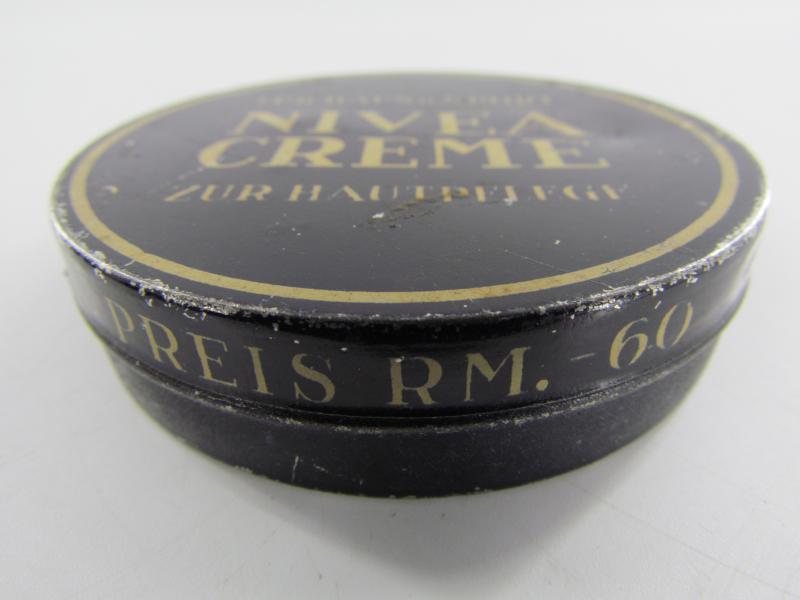 NIVEA
CREME
ZUR HAUTPFLEGE
PREIS RM. -60